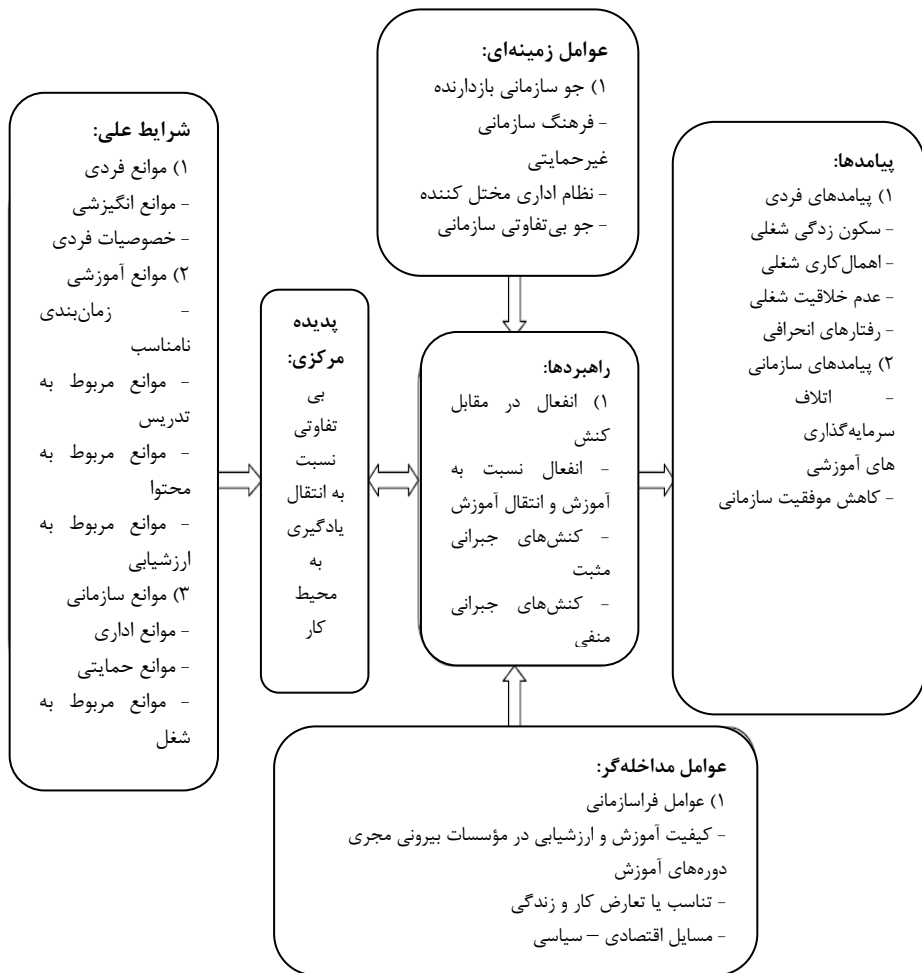 عوامل زمینه‌ای:
۱) جو سازمانی بازدارنده
- فرهنگ سازمانی
غیرحمایتی
- نظام اداری مختل کننده
- جو بی‌تفاوتی سازمانی
شرایط علی:
۱) موانع فردی
- موانع انگیزشی
- خصوصیات فردی
۲) موانع آموزشی
- زمان‌بندی
نامناسب
- موانع مربوط به
تدریس
- موانع مربوط به
محتوا
- موانع مربوط به
ارزشیابی
۳) موانع سازمانی
- موانع اداری
- موانع حمایتی
- موانع مربوط به
شغل
پدیده
مرکزی:
بی
تفاوتی
نسبت
به انتقال
یادگیری
به
محیط
کار
راهبردها:
۱) انفعال در مقابل
کنش
- انفعال نسبت به
آموزش و انتقال آموزش
- کنش‌های جبرانی
مثبت
- کنش‌های جبرانی
منفی
پیامدها:
۱) پیامدهای فردی
- سکون زدگی شغلی
- اهمال‌کاری شغلی
- عدم خلاقیت شغلی
- رفتارهای انحرافی
۲) پیامدهای سازمانی
- اتلاف
سرمایه‌گذاری
های آموزشی
- کاهش موفقیت سازمانی
عوامل مداخله‌گر:
۱) عوامل فراسازمانی
- کیفیت آموزش و ارزشیابی در مؤسسات بیرونی مجری
دوره‌های آموزش
- تناسب یا تعارض کار و زندگی
- مسایل اقتصادی – سیاسی